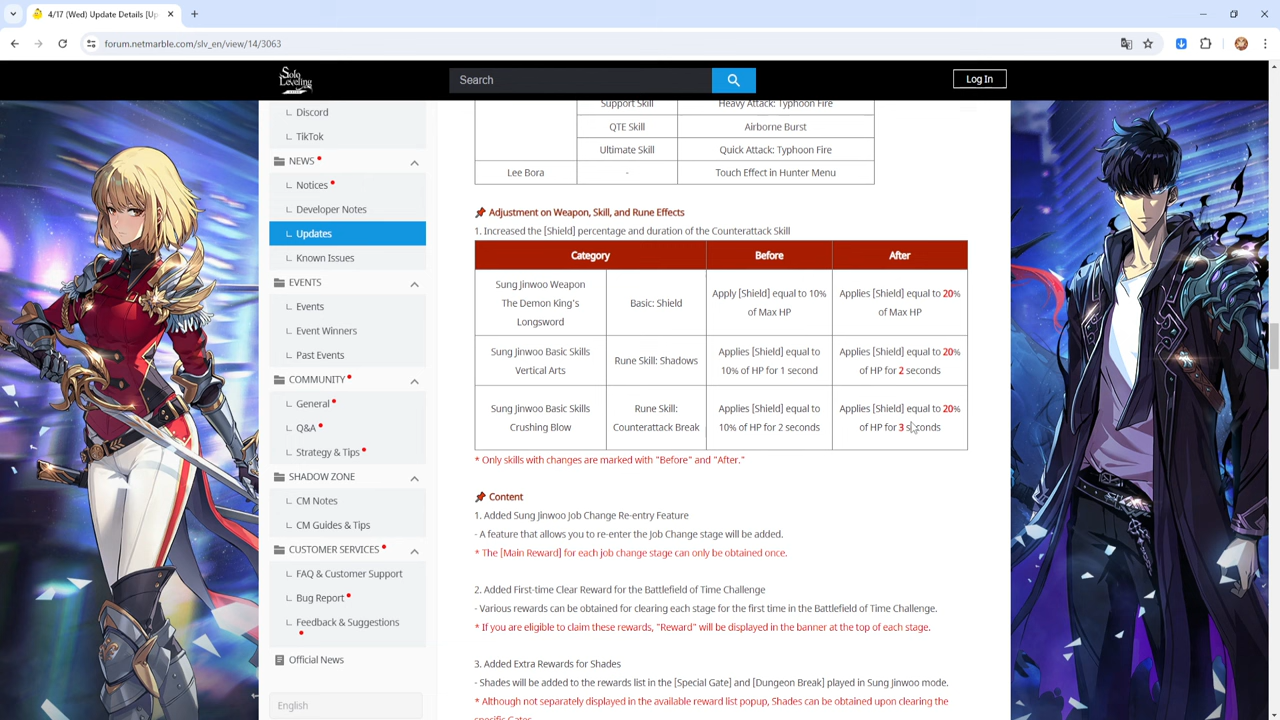 4/17 (Wed) Update Details [Up
forum.netmarble.com/slv_en/view/14/3063
Solo
Leveling
Search
Log In
Discord
TikTok
NEWS
Notices
Developer Notes
Updates
Known Issues
EVENTS
Events
Event Winners
Past Events
COMMUNITY
General
Q&A
Strategy & Tips
SHADOW ZONE
CM Notes
CM Guides & Tips
CUSTOMER SERVICES
FAQ & Customer Support
Bug Report
Feedback & Suggestions
Official News
English
Support Skill Heavy Attack: Typhoon Fire
QTE Skill Airborne Burst
Ultimate Skill Quick Attack: Typhoon Fire
Lee Bora - Touch Effect in Hunter Menu
Adjustment on Weapon, Skill, and Rune Effects
1. Increased the [Shield] percentage and duration of the Counterattack Skill
Category Before After
Sung Jinwoo Weapon
The Demon King's
Longsword
Basic: Shield
Apply [Shield] equal to 10%
of Max HP
Applies [Shield] equal to 20%
of Max HP
Sung Jinwoo Basic Skills
Vertical Arts
Rune Skill: Shadows
Applies [Shield] equal to
10% of HP for 1 second
Applies [Shield] equal to 20%
of HP for 2 seconds
Sung Jinwoo Basic Skills
Crushing Blow
Rune Skill:
Counterattack Break
Applies [Shield] equal to
10% of HP for 2 seconds
Applies [Shield] equal to 20%
of HP for 3 seconds
* Only skills with changes are marked with "Before" and "After."
Content
1. Added Sung Jinwoo Job Change Re-entry Feature
- A feature that allows you to re-enter the Job Change stage will be added.
* The [Main Reward] for each job change stage can only be obtained once.
2. Added First-time Clear Reward for the Battlefield of Time Challenge
- Various rewards can be obtained for clearing each stage for the first time in the Battlefield of Time Challenge.
* If you are eligible to claim these rewards, "Reward" will be displayed in the banner at the top of each stage.
3. Added Extra Rewards for Shades
- Shades will be added to the rewards list in the [Special Gate] and [Dungeon Break] played in Sung Jinwoo mode.
* Although not separately displayed in the available reward list popup, Shades can be obtained upon clearing the
specific Gates.